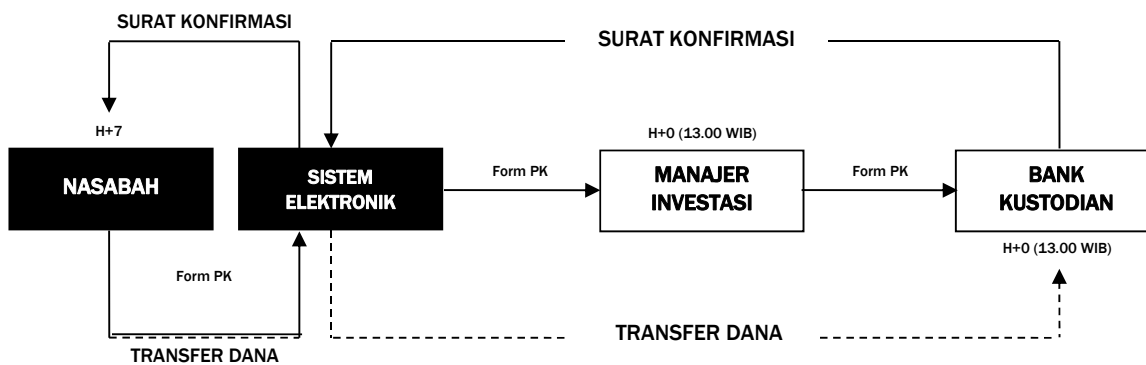 SURAT KONFIRMASI
SURAT KONFIRMASI
H+7
H+0 (13.00 WIB)
NASABAH
SISTEM
ELEKTRONIK
Form PK
MANAJER
INVESTASI
Form PK
BANK
KUSTODIAN
H+0 (13.00 WIB)
Form PK
TRANSFER DANA
TRANSFER DANA